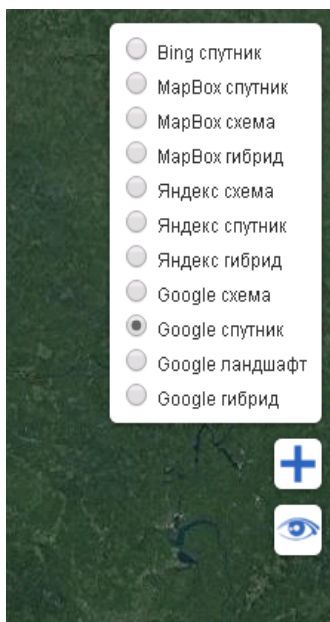 Bing спутник
MapBox спутник
MapBox схема
MapBox гибрид
Яндекс схема
Яндекс спутник
Яндекс гибрид
Google схема
Google спутник
Google ландшафт
Google гибрид